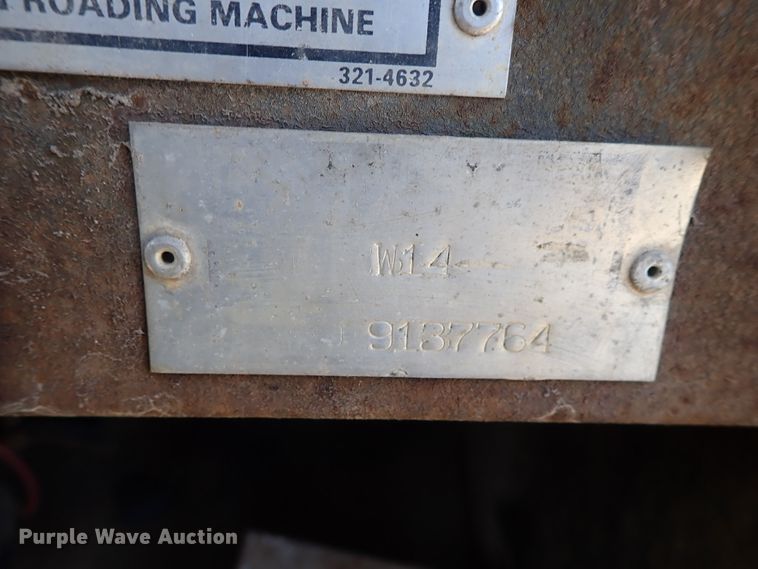 ROADING MACHINE
321-4632
W14
9137764
Purple Wave Auction